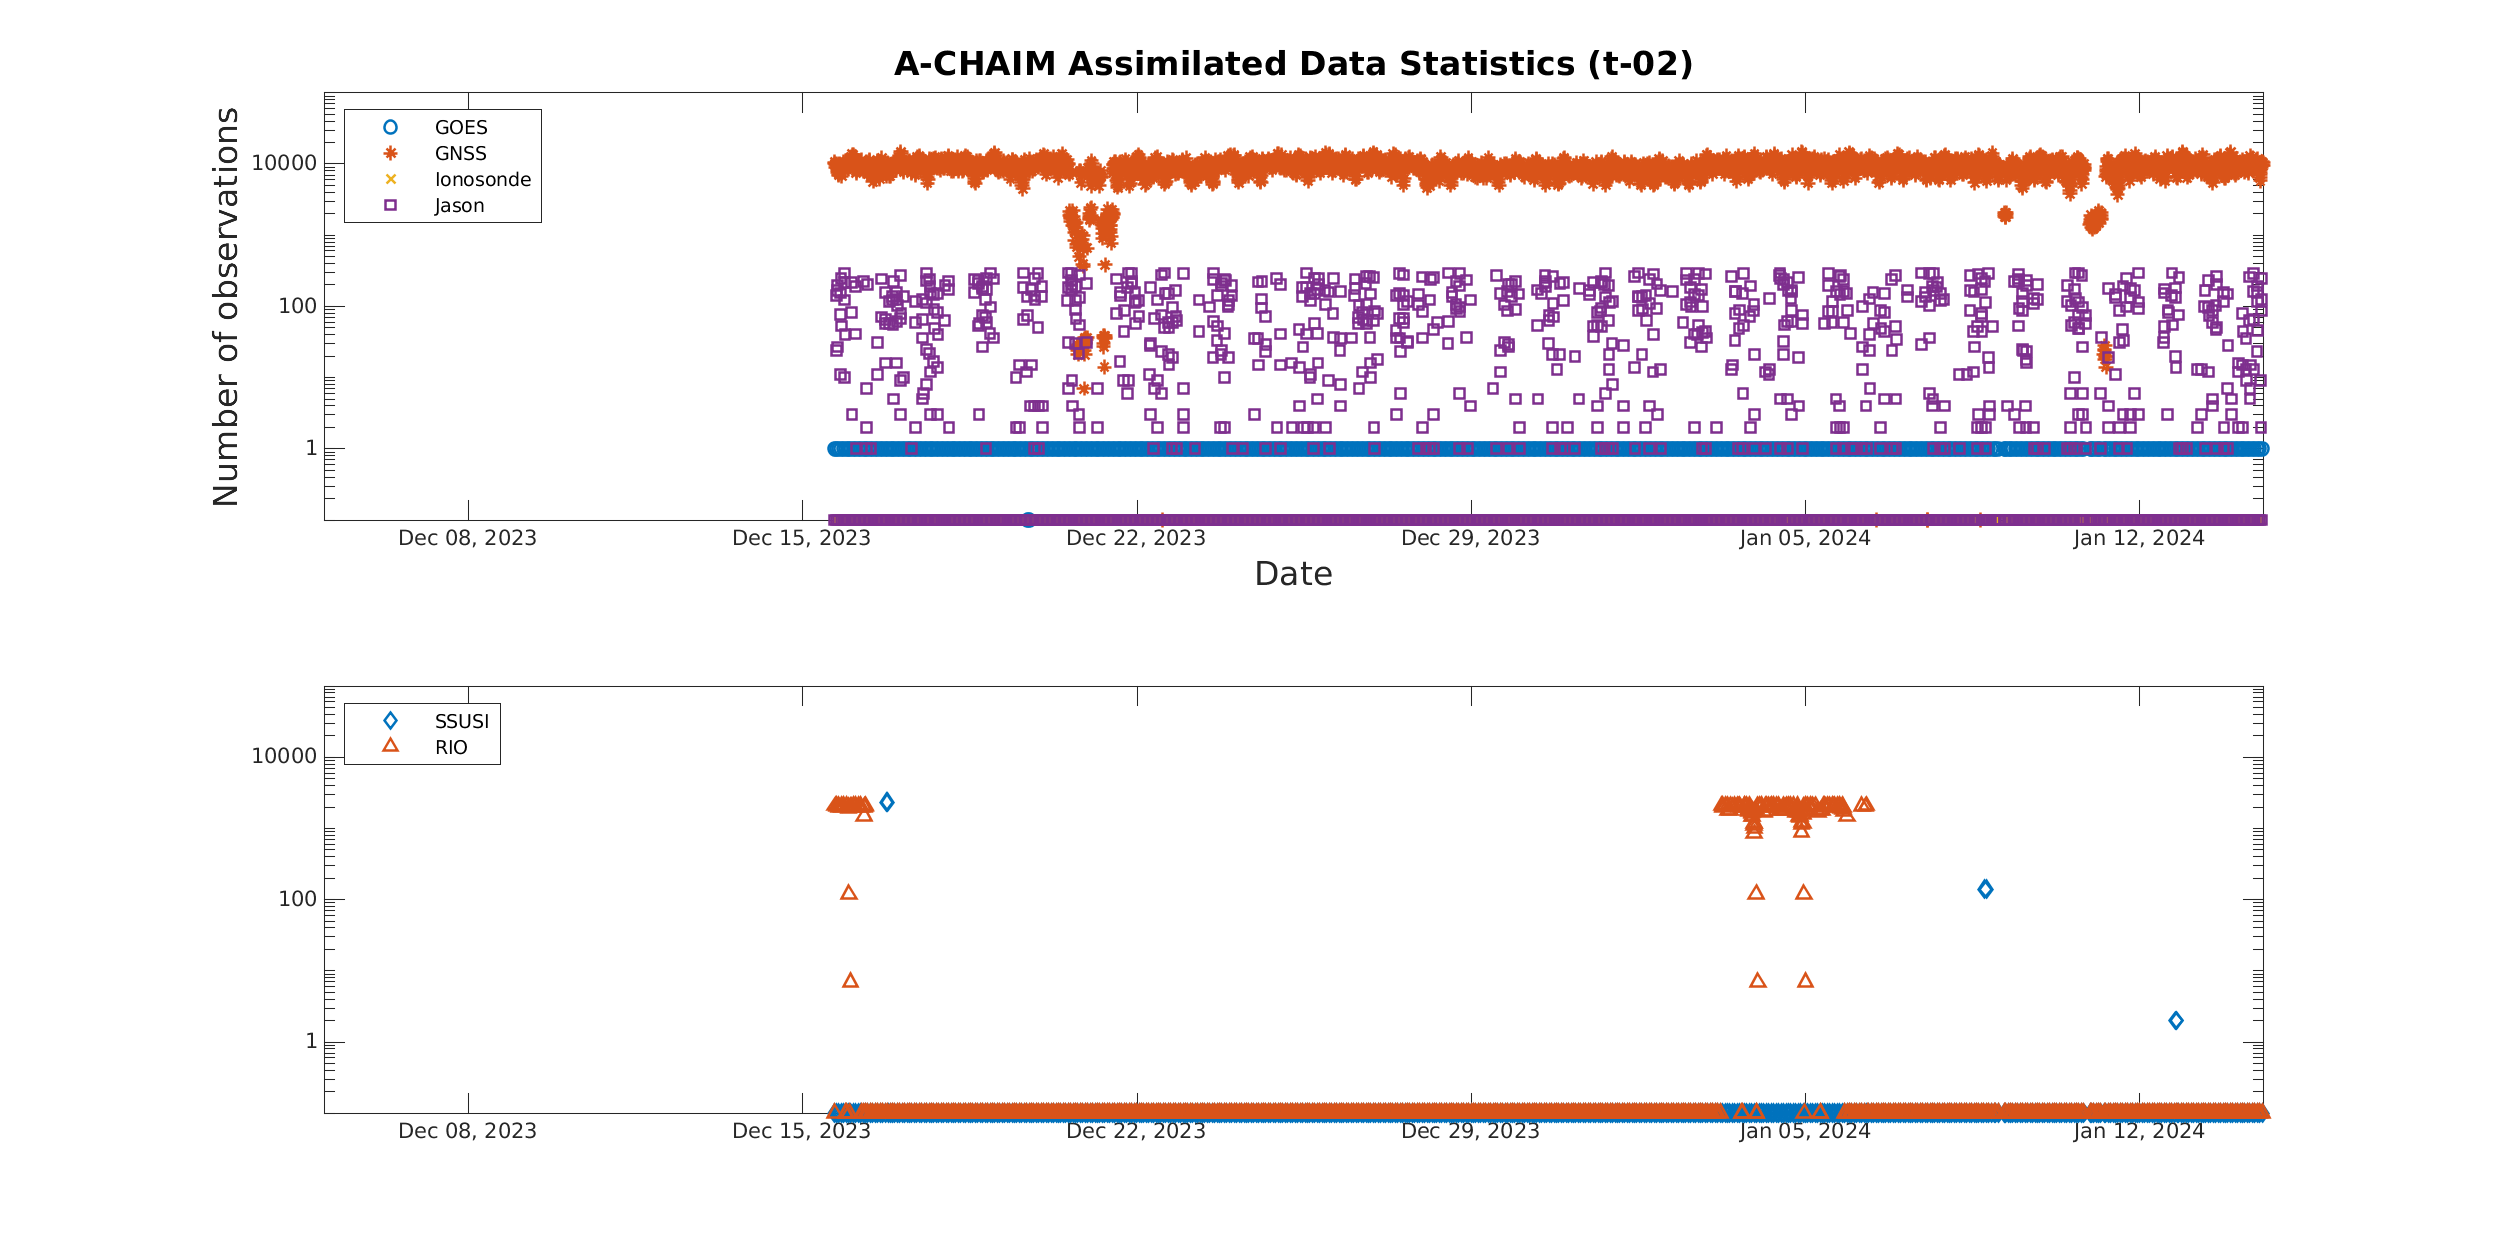 A-CHAIM Assimilated Data Statistics (t-02)
Number of observations
10000
100
1
GOES
GNSS
Ionosonde
Jason
Dec 08, 2023
Dec 15, 2023
Dec 22, 2023
Dec 29, 2023
Jan 05, 2024
Jan 12, 2024
Date
10000
100
1
SSUSI
RIO
Dec 08, 2023
Dec 15, 2023
Dec 22, 2023
Dec 29, 2023
Jan 05, 2024
Jan 12, 2024